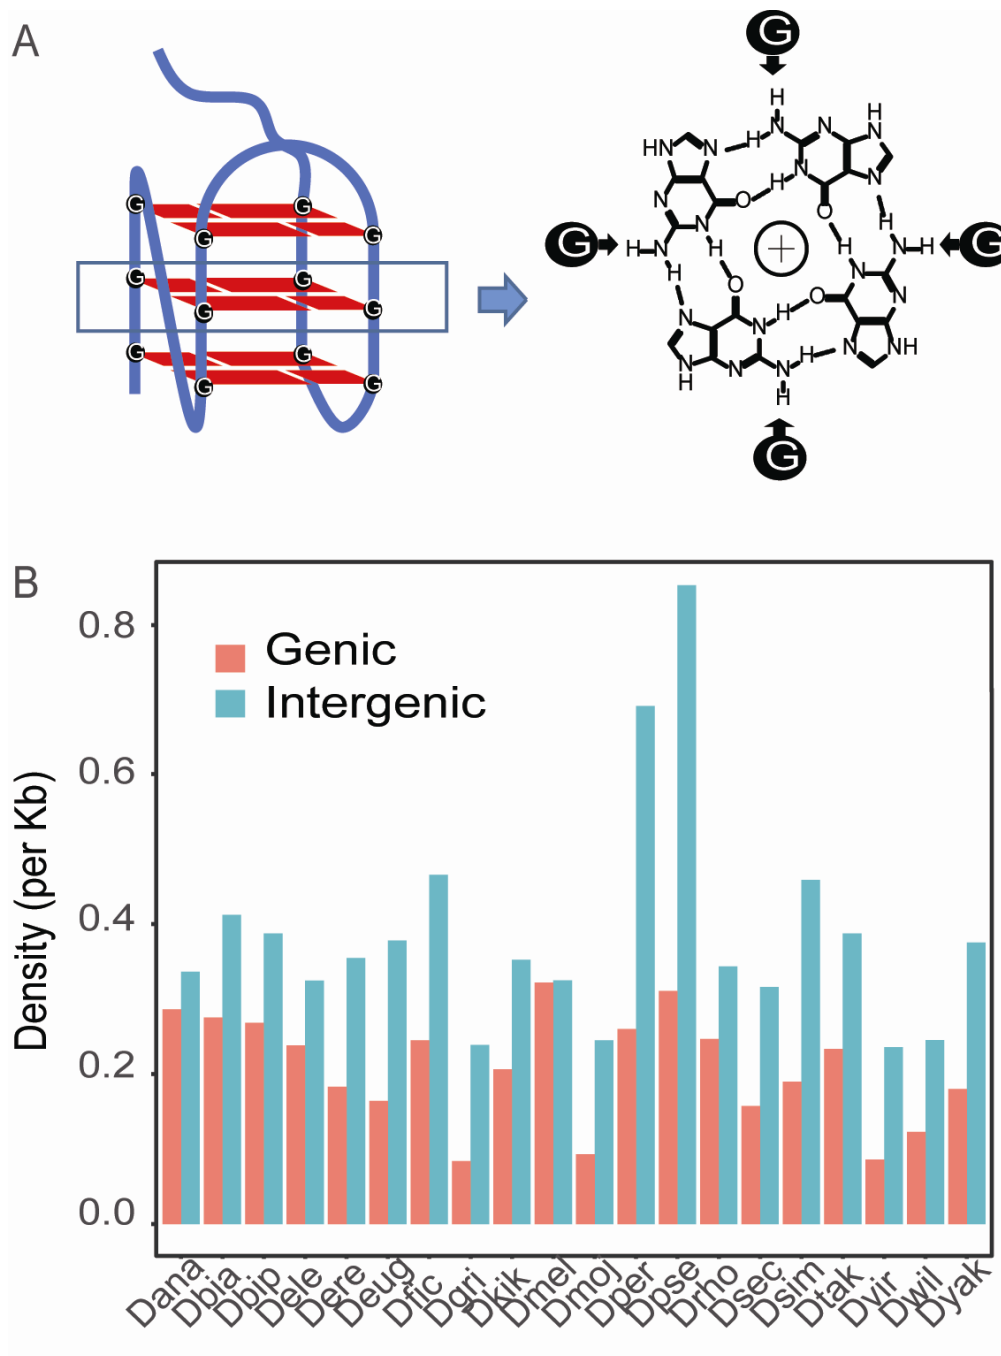 A
G
G G
G G
G G
G G
G G
G G
H
H N N H
HN N H N N
N O H N
N O N
G H N H H H N H G
H O N N
N O N
H N H N
N N H N NH
N H
H
G
B
0.8
Genic
Intergenic
0.6
0.4
0.2
0.0
Density (per Kb)
Dana Dbia Dbip Dele Dere Deug Dfic Dgri Dkik Dmel Dmoj Dper Dpse Drho Dsec Dsim Dtak Dvir Dwil Dyak